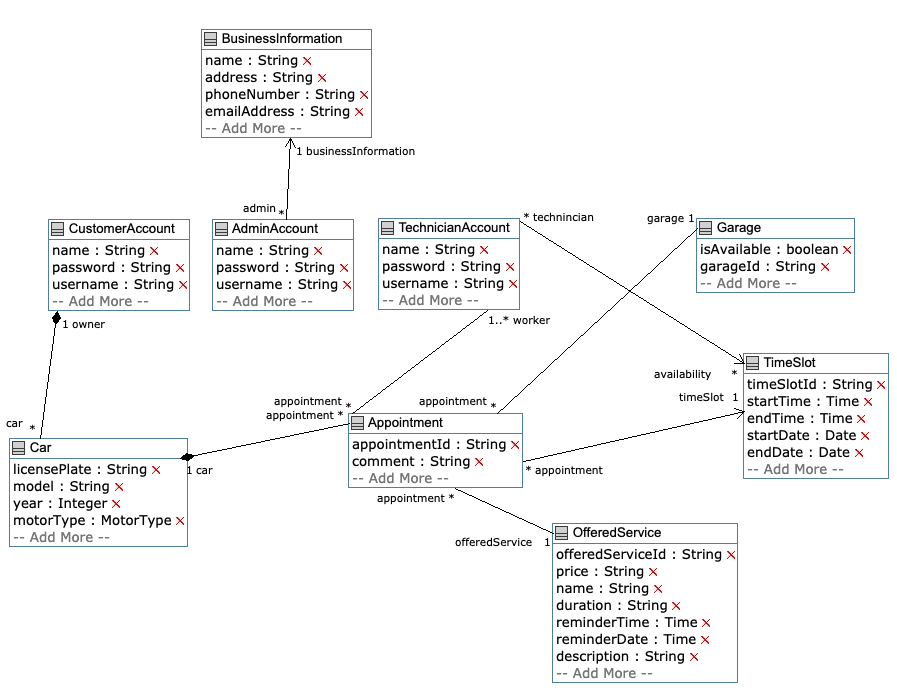 BusinessInformation
name : String ×
address : String ×
phoneNumber : String ×
emailAddress : String ×
-- Add More --
1 businessInformation
admin
*
CustomerAccount
name : String ×
password : String ×
username : String ×
-- Add More --
1 owner
AdminAccount
name : String ×
password : String ×
username : String ×
-- Add More --
TechnicianAccount
name : String ×
password : String ×
username : String ×
-- Add More --
* technincian
1..* worker
garage 1
Garage
isAvailable : boolean ×
garageId : String ×
-- Add More --
availability *
timeSlot 1
TimeSlot
timeSlotId : String ×
startTime : Time ×
endTime : Time ×
startDate : Date ×
endDate : Date ×
-- Add More --
appointment *
appointment *
appointment *
Appointment
appointmentId : String ×
comment : String ×
-- Add More --
* appointment
appointment *
car *
Car
licensePlate : String ×
model : String ×
year : Integer ×
motorType : MotorType ×
-- Add More --
1 car
offeredService 1
OfferedService
offeredServiceId : String ×
price : String ×
name : String ×
duration : String ×
reminderTime : Time ×
reminderDate : Time ×
description : String ×
-- Add More --